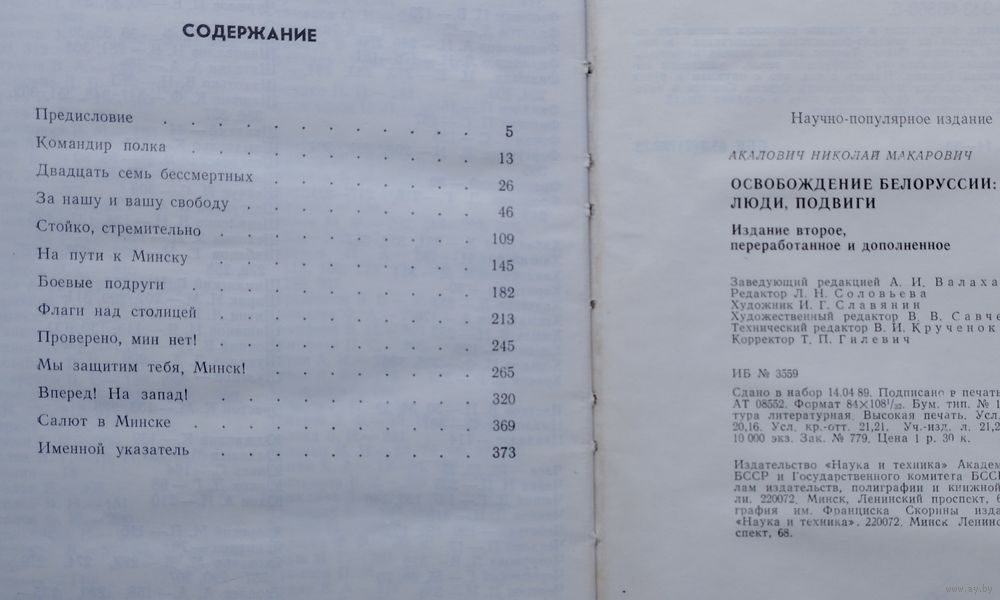 СОДЕРЖАНИЕ
Предисловие . . . . . . . . . . . . 5
Командир полка . . . . . . . . . . . 13
Двадцать семь бессмертных . . . . . . . . 26
За нашу и вашу свободу . . . . . . . . . 46
Стойко, стремительно . . . . . . . . . . 109
На пути к Минску . . . . . . . . . . 145
Боевые подруги . . . . . . . . . . . 182
Флаги над столицей . . . . . . . . . . 213
Проверено, мин нет! . . . . . . . . . . 245
Мы защитим тебя, Минск! . . . . . . . . 265
Вперед! На запад! . . . . . . . . . . 320
Салют в Минске . . . . . . . . . . . 369
Именной указатель . . . . . . . . . . 373
Научно-популярное издание
АКАЛОВИЧ НИКОЛАЙ МАКАРОВИЧ
ОСВОБОЖДЕНИЕ БЕЛОРУССИИ:
ЛЮДИ, ПОДВИГИ
Издание второе,
переработанное и дополненное
Заведующий редакцией А. И. Валаха
Редактор Л. Н. Соловьева
Художник И. Г. Славянин
Художественный редактор В. В. Савче
Технический редактор В. И. Крученок
Корректор Т. П. Гилевич
ИБ № 3559
Сдано в набор 14.04 89. Подписано в печать
АТ 08552. Формат 84×108¹/₃₂. Бум. тип. № 1
тура литературная. Высокая печать. Усл.
20,16. Усл. кр.-отт. 21,21. Уч.-изд. л. 21,2
10 000 экз. Зак. № 779. Цена 1 р. 30 к.
Издательство «Наука и техника» Академ
БССР и Государственного комитета БССР
лам издательств, полиграфии и книжной
ли. 220072. Минск, Ленинский проспект, 6
графия им. Франциска Скорины изда
«Наука и техника». 220072. Минск Ленинс
спект, 68.
www.ay.by